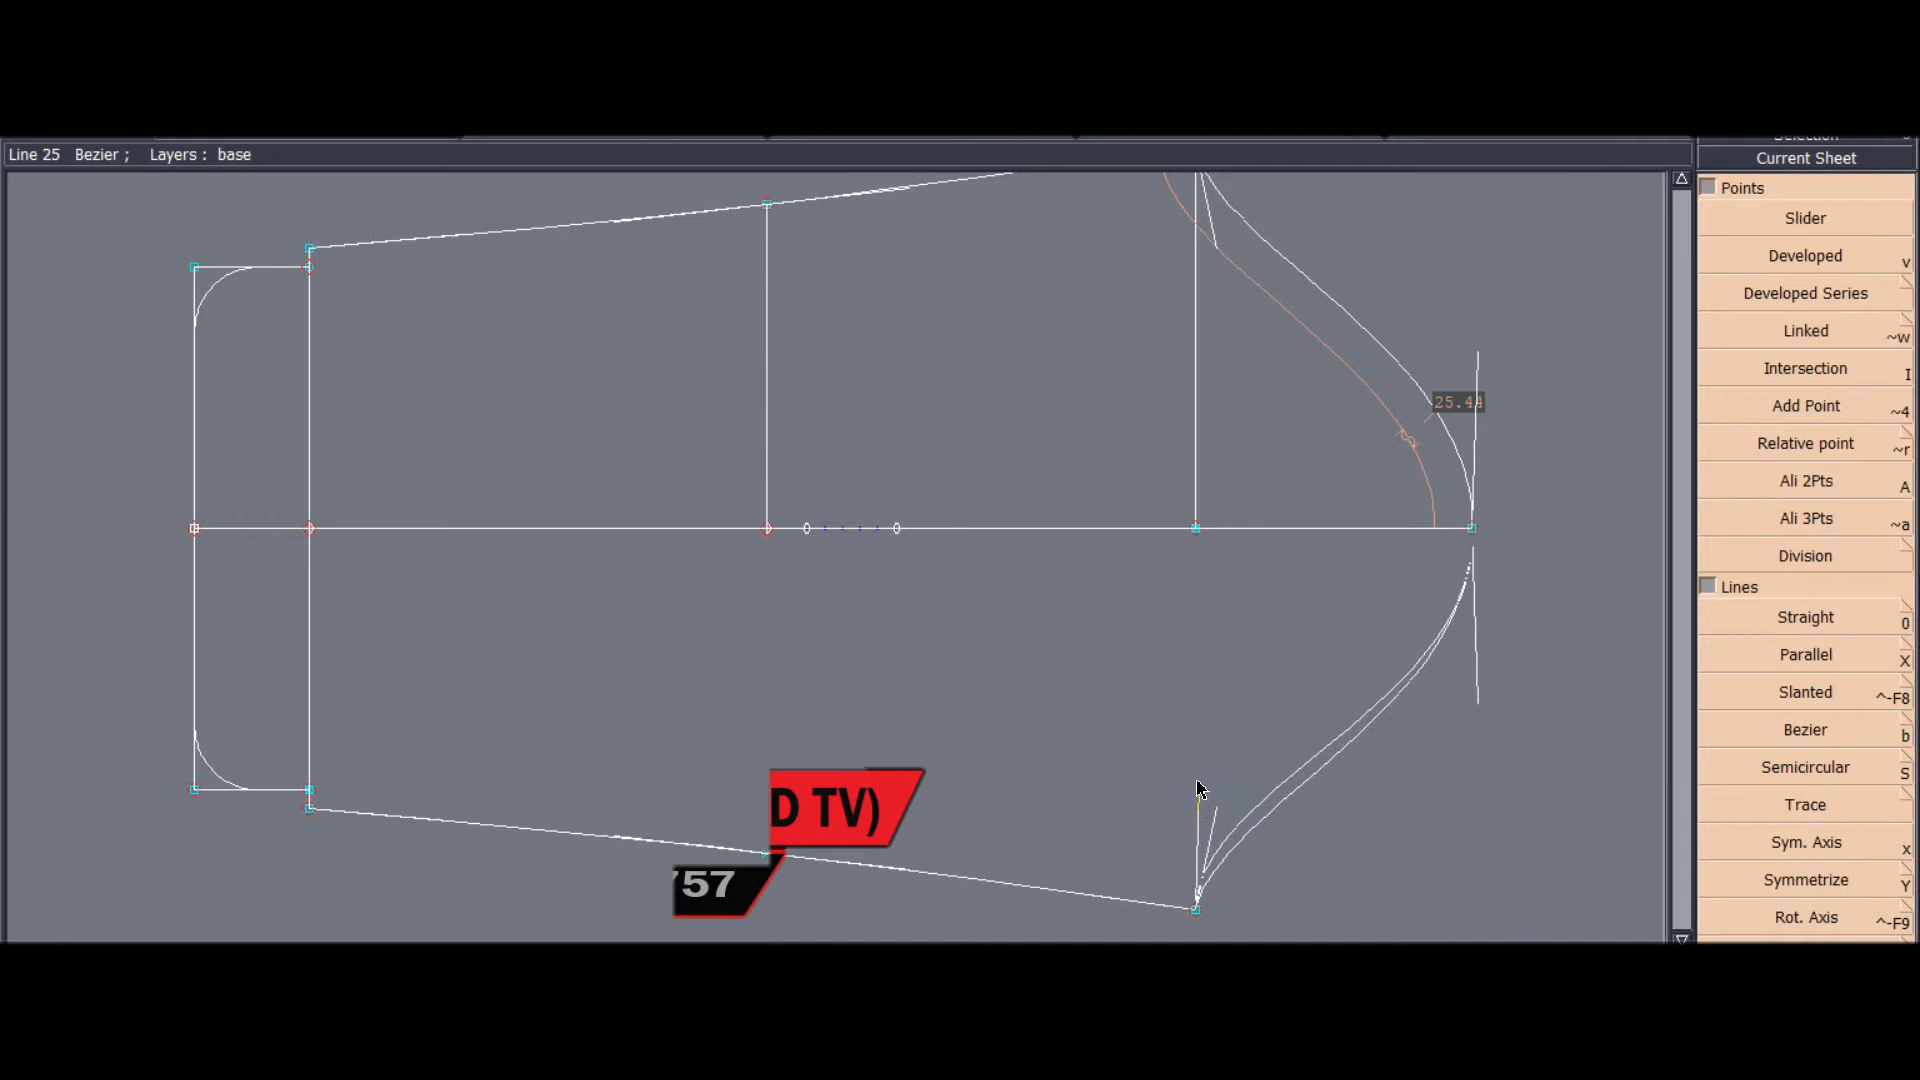 Line 25 Bezier ; Layers : base
Selection
Current Sheet
Points
Slider
Developed v
Developed Series
Linked ~w
Intersection I
Add Point ~4
Relative point ~r
Ali 2Pts A
Ali 3Pts ~a
Division
Lines
Straight 0
Parallel X
Slanted ^-F8
Bezier b
Semicircular S
Trace
Sym. Axis x
Symmetrize Y
Rot. Axis ^-F9
25.44
D TV)
757